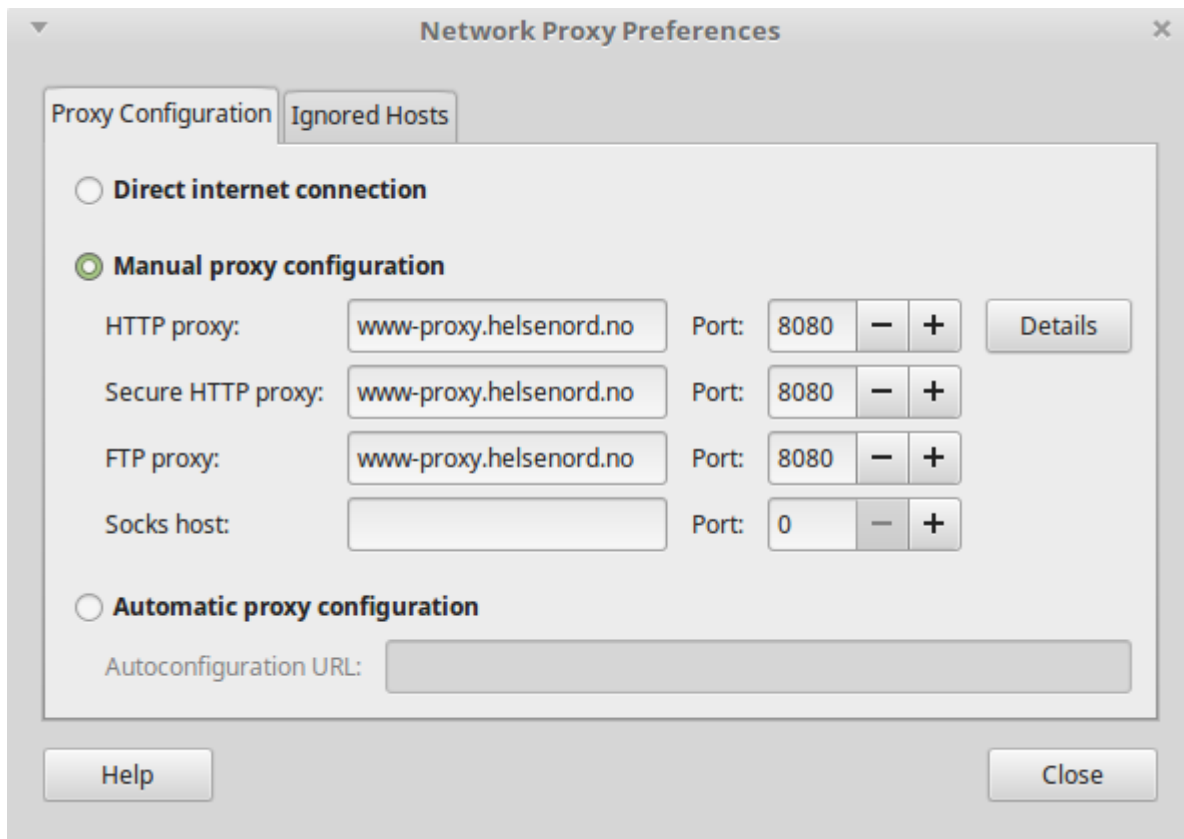 Network Proxy Preferences
Proxy Configuration Ignored Hosts
Direct internet connection
Manual proxy configuration
HTTP proxy: www-proxy.helsenord.no Port: 8080 − + Details
Secure HTTP proxy: www-proxy.helsenord.no Port: 8080 − +
FTP proxy: www-proxy.helsenord.no Port: 8080 − +
Socks host: Port: 0 − +
Automatic proxy configuration
Autoconfiguration URL:
Help Close